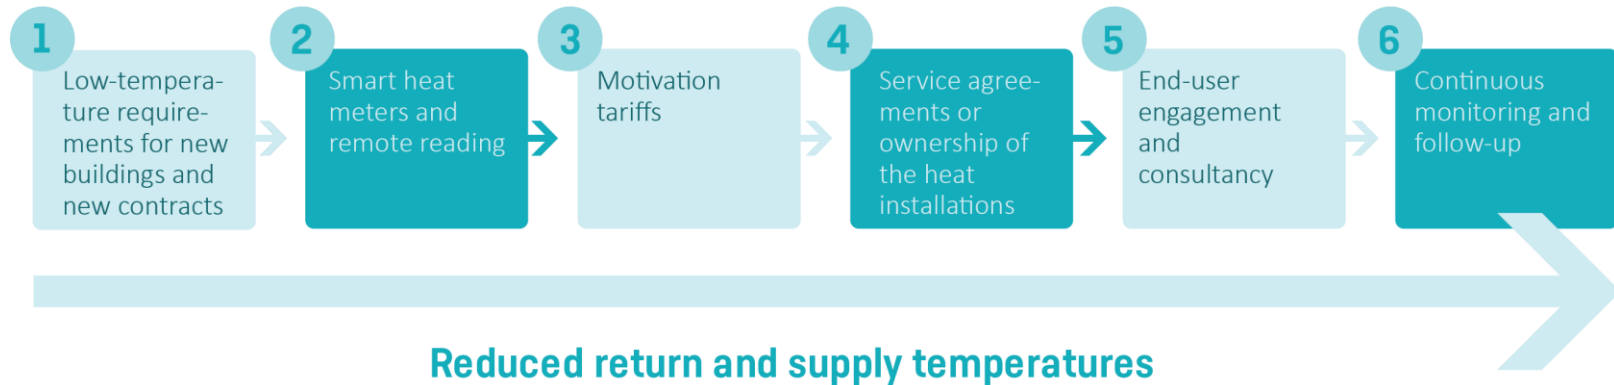 1
Low-tempera-
ture require-
ments for new
buildings and
new contracts
2
Smart heat
meters and
remote reading
3
Motivation
tariffs
4
Service agree-
ments or
ownership of
the heat
installations
5
End-user
engagement
and
consultancy
6
Continuous
monitoring and
follow-up
Reduced return and supply temperatures